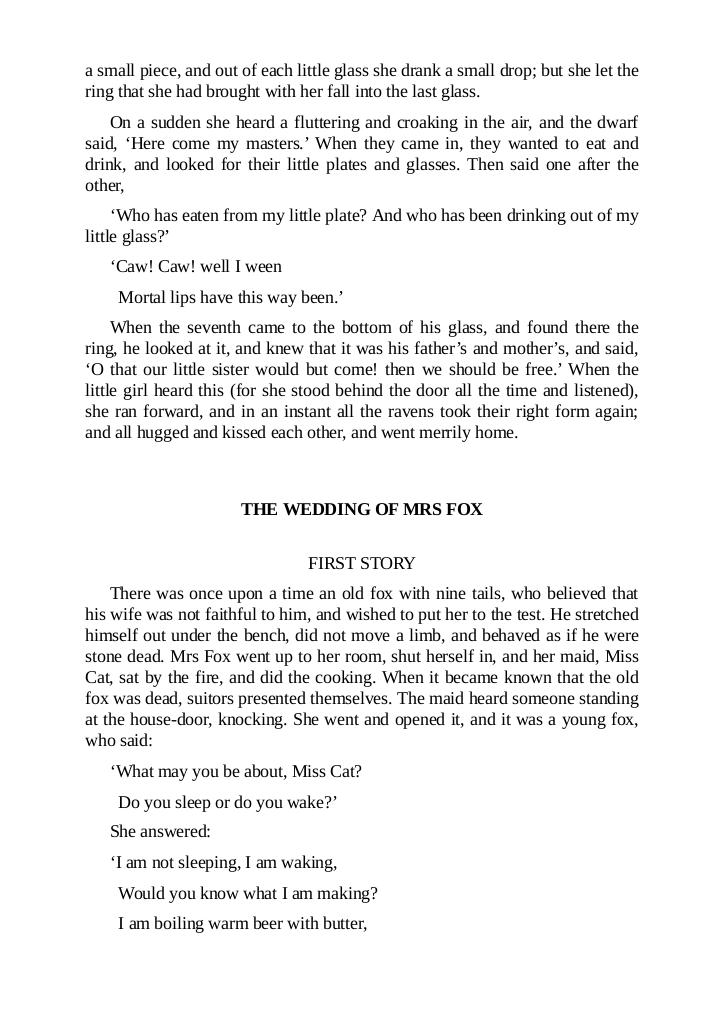 a small piece, and out of each little glass she drank a small drop; but she let the
ring that she had brought with her fall into the last glass.
On a sudden she heard a fluttering and croaking in the air, and the dwarf
said, ‘Here come my masters.’ When they came in, they wanted to eat and
drink, and looked for their little plates and glasses. Then said one after the
other,
‘Who has eaten from my little plate? And who has been drinking out of my
little glass?’
‘Caw! Caw! well I ween
Mortal lips have this way been.’
When the seventh came to the bottom of his glass, and found there the
ring, he looked at it, and knew that it was his father’s and mother’s, and said,
‘O that our little sister would but come! then we should be free.’ When the
little girl heard this (for she stood behind the door all the time and listened),
she ran forward, and in an instant all the ravens took their right form again;
and all hugged and kissed each other, and went merrily home.
THE WEDDING OF MRS FOX
FIRST STORY
There was once upon a time an old fox with nine tails, who believed that
his wife was not faithful to him, and wished to put her to the test. He stretched
himself out under the bench, did not move a limb, and behaved as if he were
stone dead. Mrs Fox went up to her room, shut herself in, and her maid, Miss
Cat, sat by the fire, and did the cooking. When it became known that the old
fox was dead, suitors presented themselves. The maid heard someone standing
at the house-door, knocking. She went and opened it, and it was a young fox,
who said:
‘What may you be about, Miss Cat?
Do you sleep or do you wake?’
She answered:
‘I am not sleeping, I am waking,
Would you know what I am making?
I am boiling warm beer with butter,